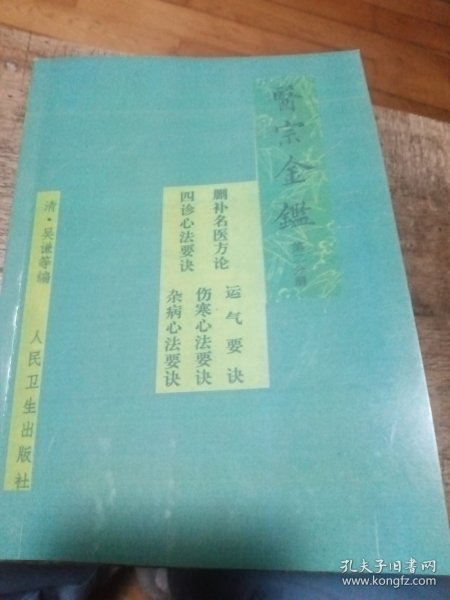 醫宗金鑑
第二分册
删补名医方论
四诊心法要诀
运气要诀
伤寒心法要诀
杂病心法要诀
清·吴谦等编
人民卫生出版社
孔夫子旧书网
www.kongfz.com